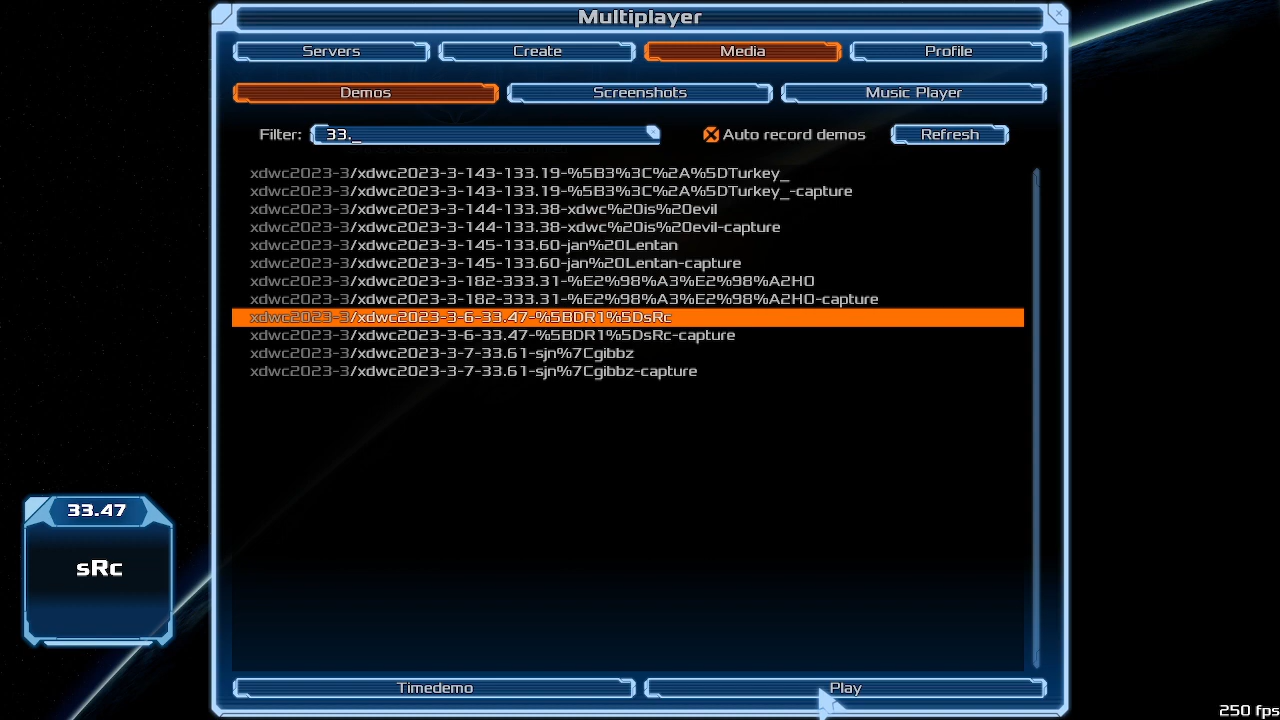 Multiplayer
Servers Create Media Profile
Demos Screenshots Music Player
Filter: 33._ Auto record demos Refresh
xdwc2023-3/xdwc2023-3-143-133.19-%5B3%3C%2A%5DTurkey_
xdwc2023-3/xdwc2023-3-143-133.19-%5B3%3C%2A%5DTurkey_-capture
xdwc2023-3/xdwc2023-3-144-133.38-xdwc%20is%20evil
xdwc2023-3/xdwc2023-3-144-133.38-xdwc%20is%20evil-capture
xdwc2023-3/xdwc2023-3-145-133.60-jan%20Lentan
xdwc2023-3/xdwc2023-3-145-133.60-jan%20Lentan-capture
xdwc2023-3/xdwc2023-3-182-333.31-%E2%98%A3%E2%98%A2HO
xdwc2023-3/xdwc2023-3-182-333.31-%E2%98%A3%E2%98%A2HO-capture
xdwc2023-3/xdwc2023-3-6-33.47-%5BDR1%5DsRc
xdwc2023-3/xdwc2023-3-6-33.47-%5BDR1%5DsRc-capture
xdwc2023-3/xdwc2023-3-7-33.61-sjn%7Cgibbz
xdwc2023-3/xdwc2023-3-7-33.61-sjn%7Cgibbz-capture
33.47
sRc
Timedemo Play
250 fps